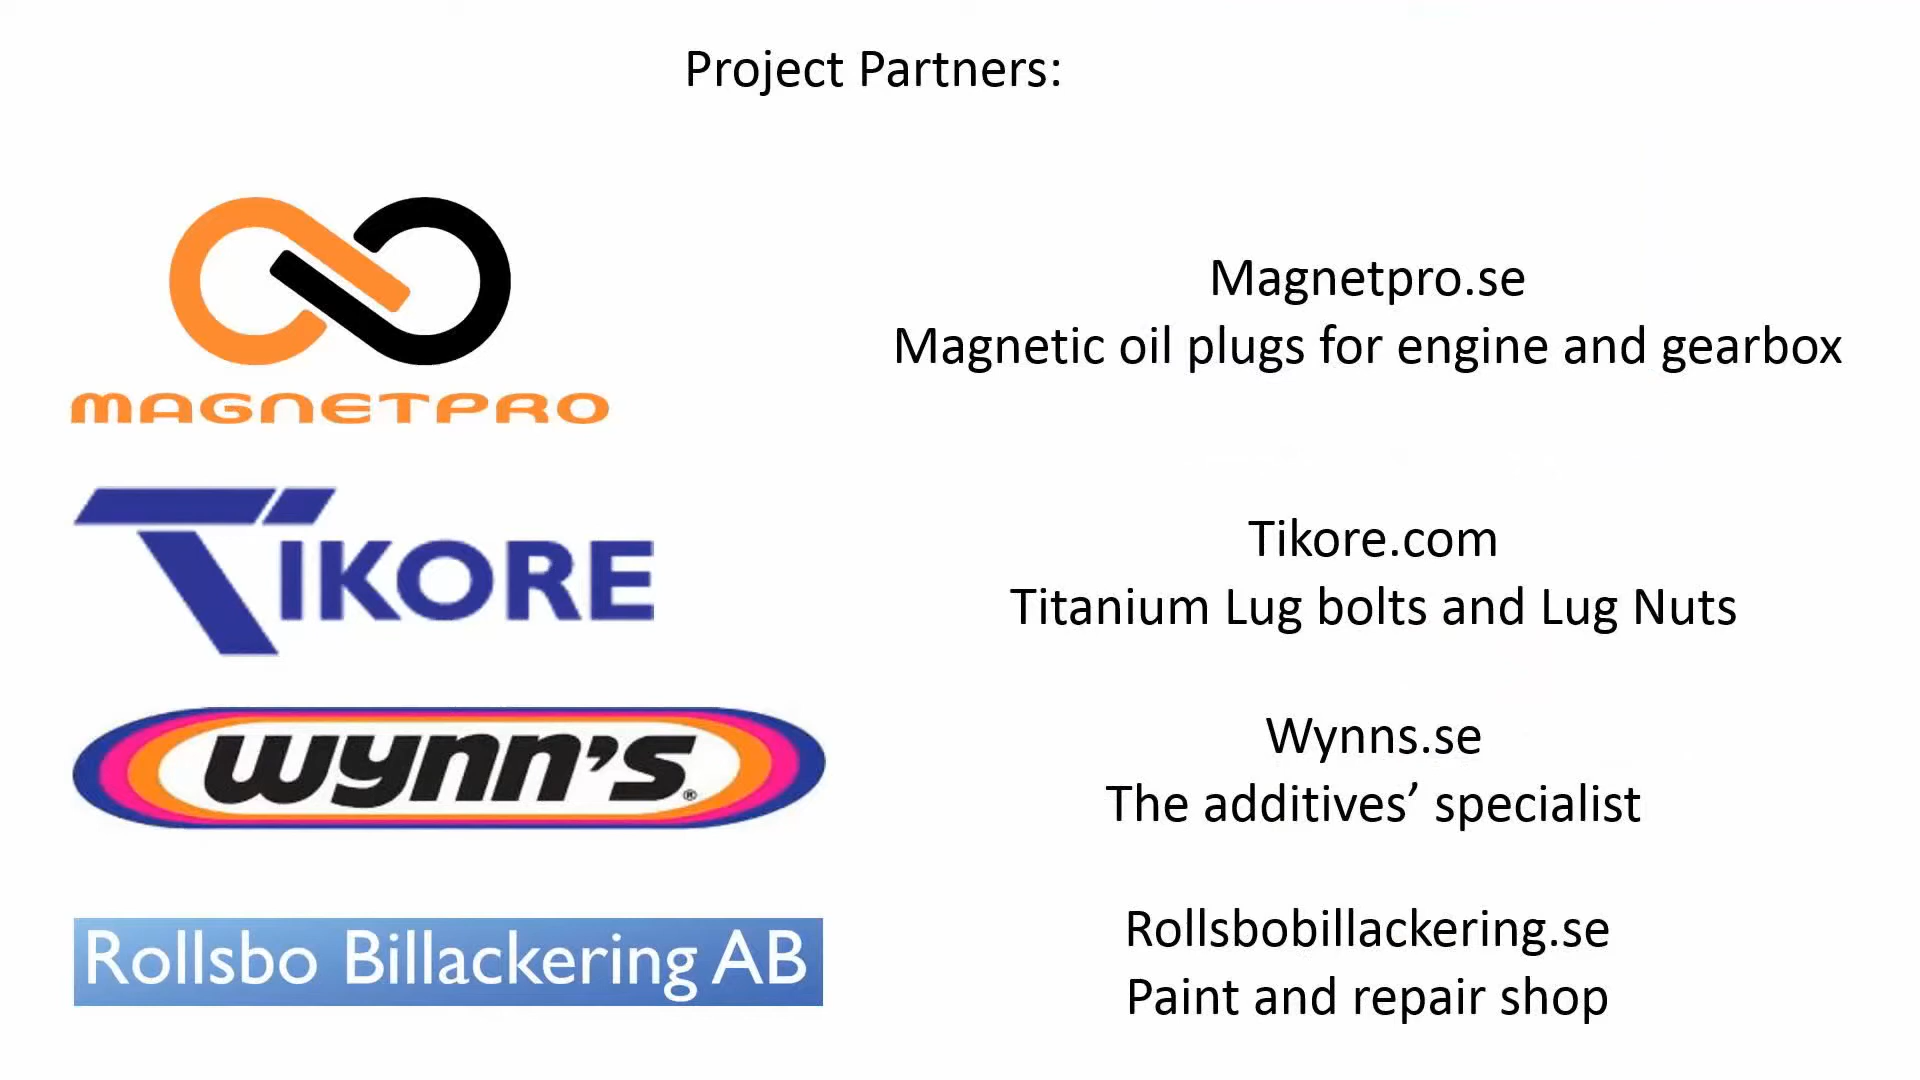 Project Partners:
MAGNETPRO
Magnetpro.se
Magnetic oil plugs for engine and gearbox
TIKORE
Tikore.com
Titanium Lug bolts and Lug Nuts
wynn's®
Wynns.se
The additives’ specialist
Rollsbo Billackering AB
Rollsbobillackering.se
Paint and repair shop